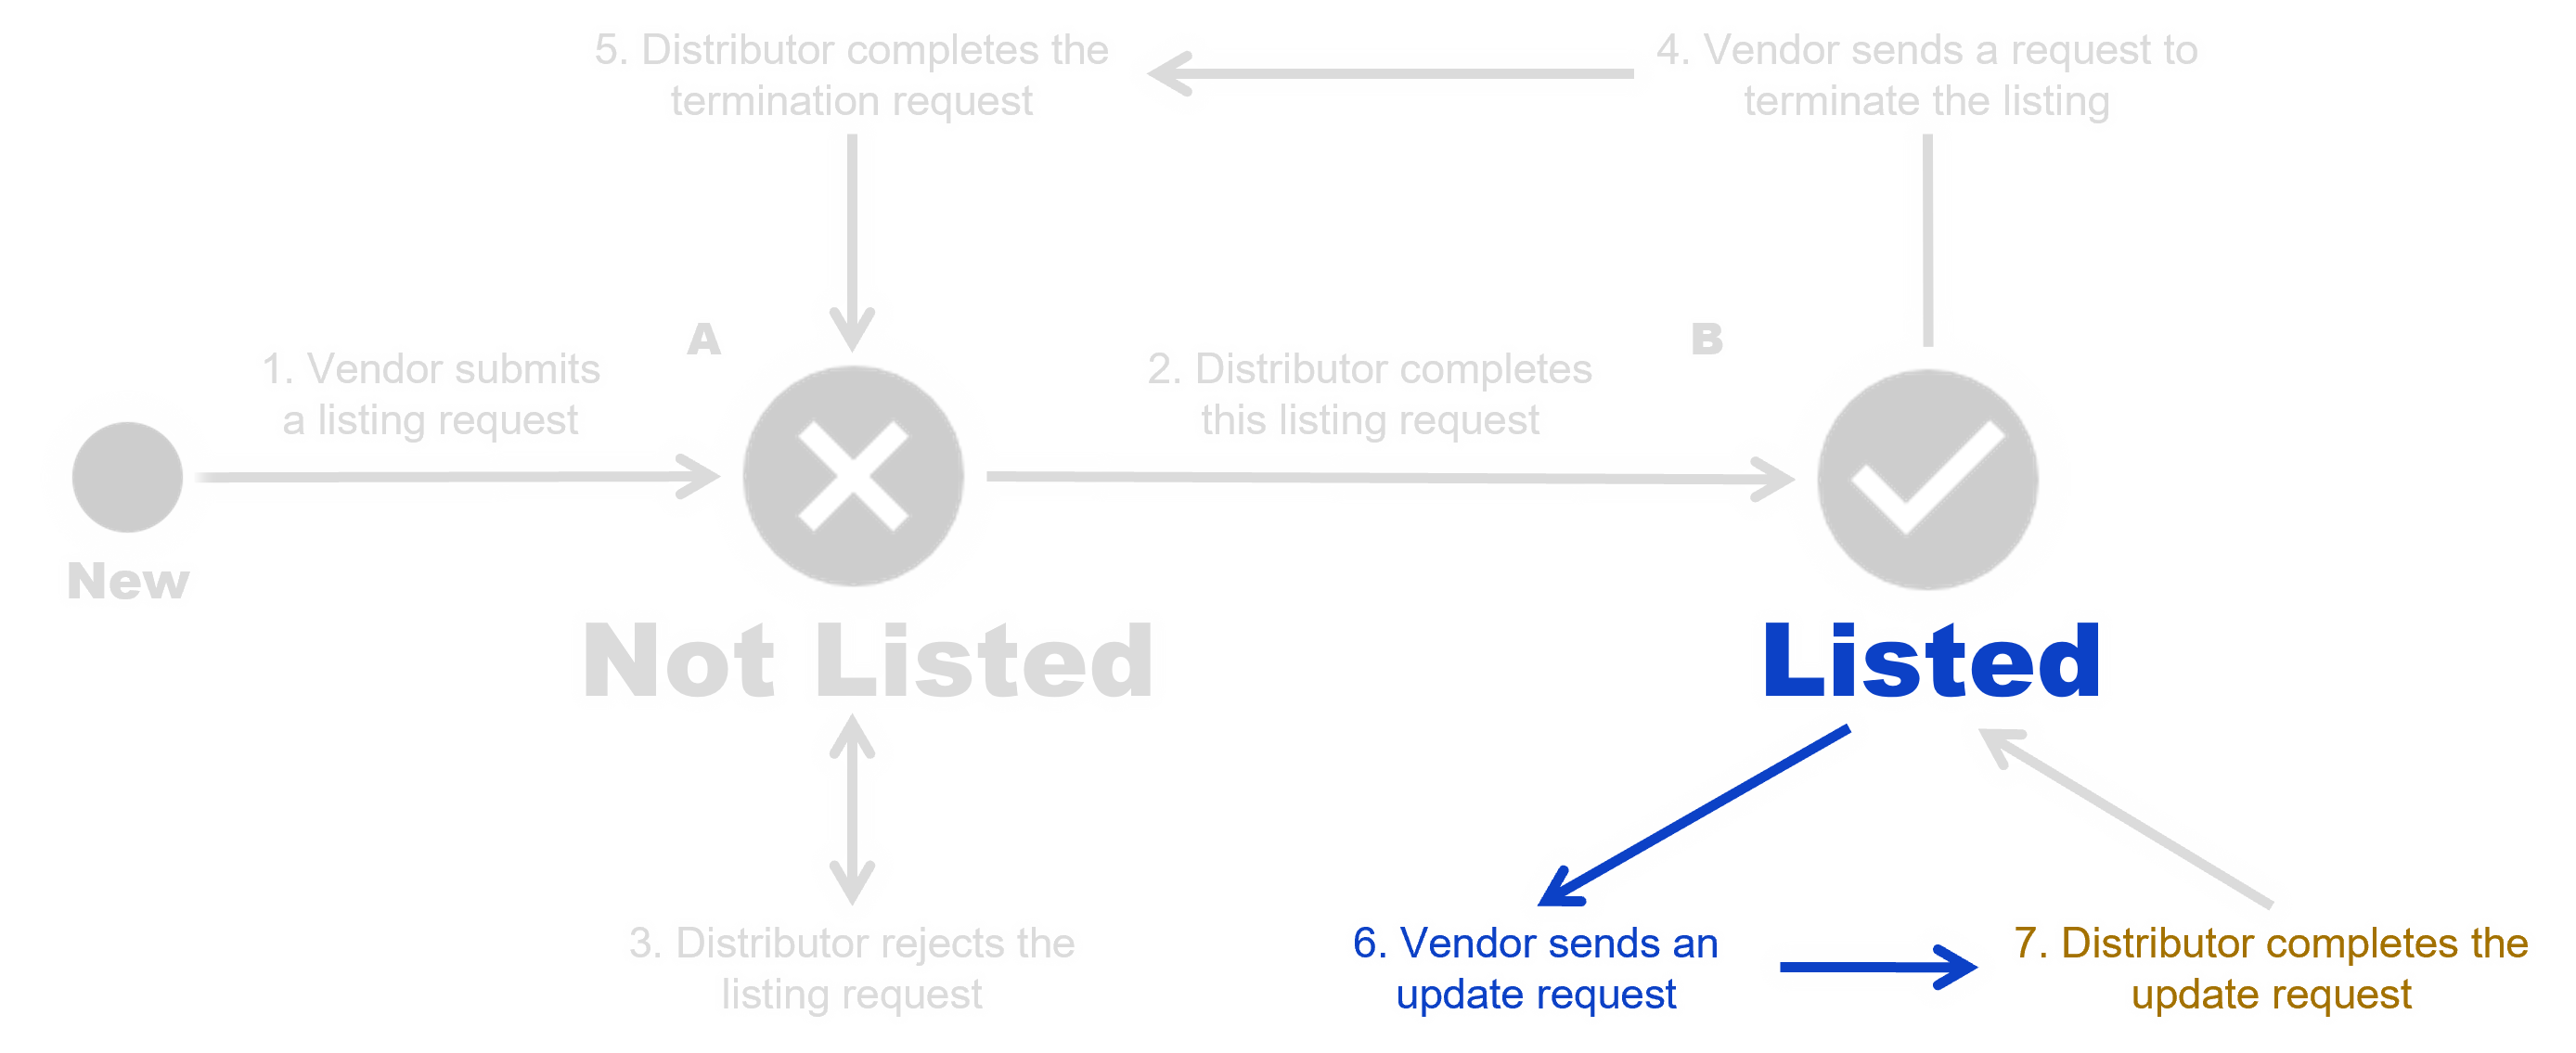 5. Distributor completes the
termination request
4. Vendor sends a request to
terminate the listing
A
B
1. Vendor submits
a listing request
2. Distributor completes
this listing request
New
Not Listed
Listed
3. Distributor rejects the
listing request
6. Vendor sends an
update request
7. Distributor completes the
update request